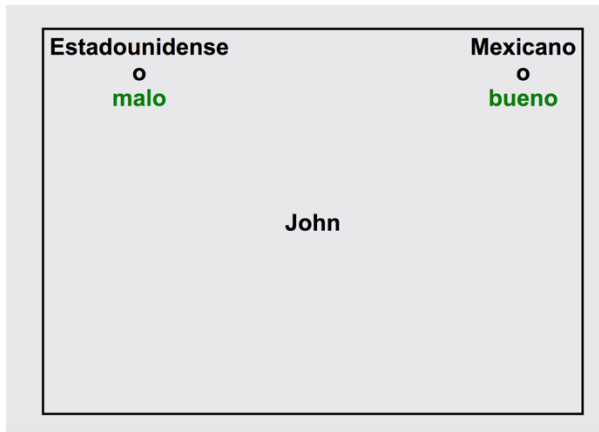 Estadounidense
o
malo
Mexicano
o
bueno
John